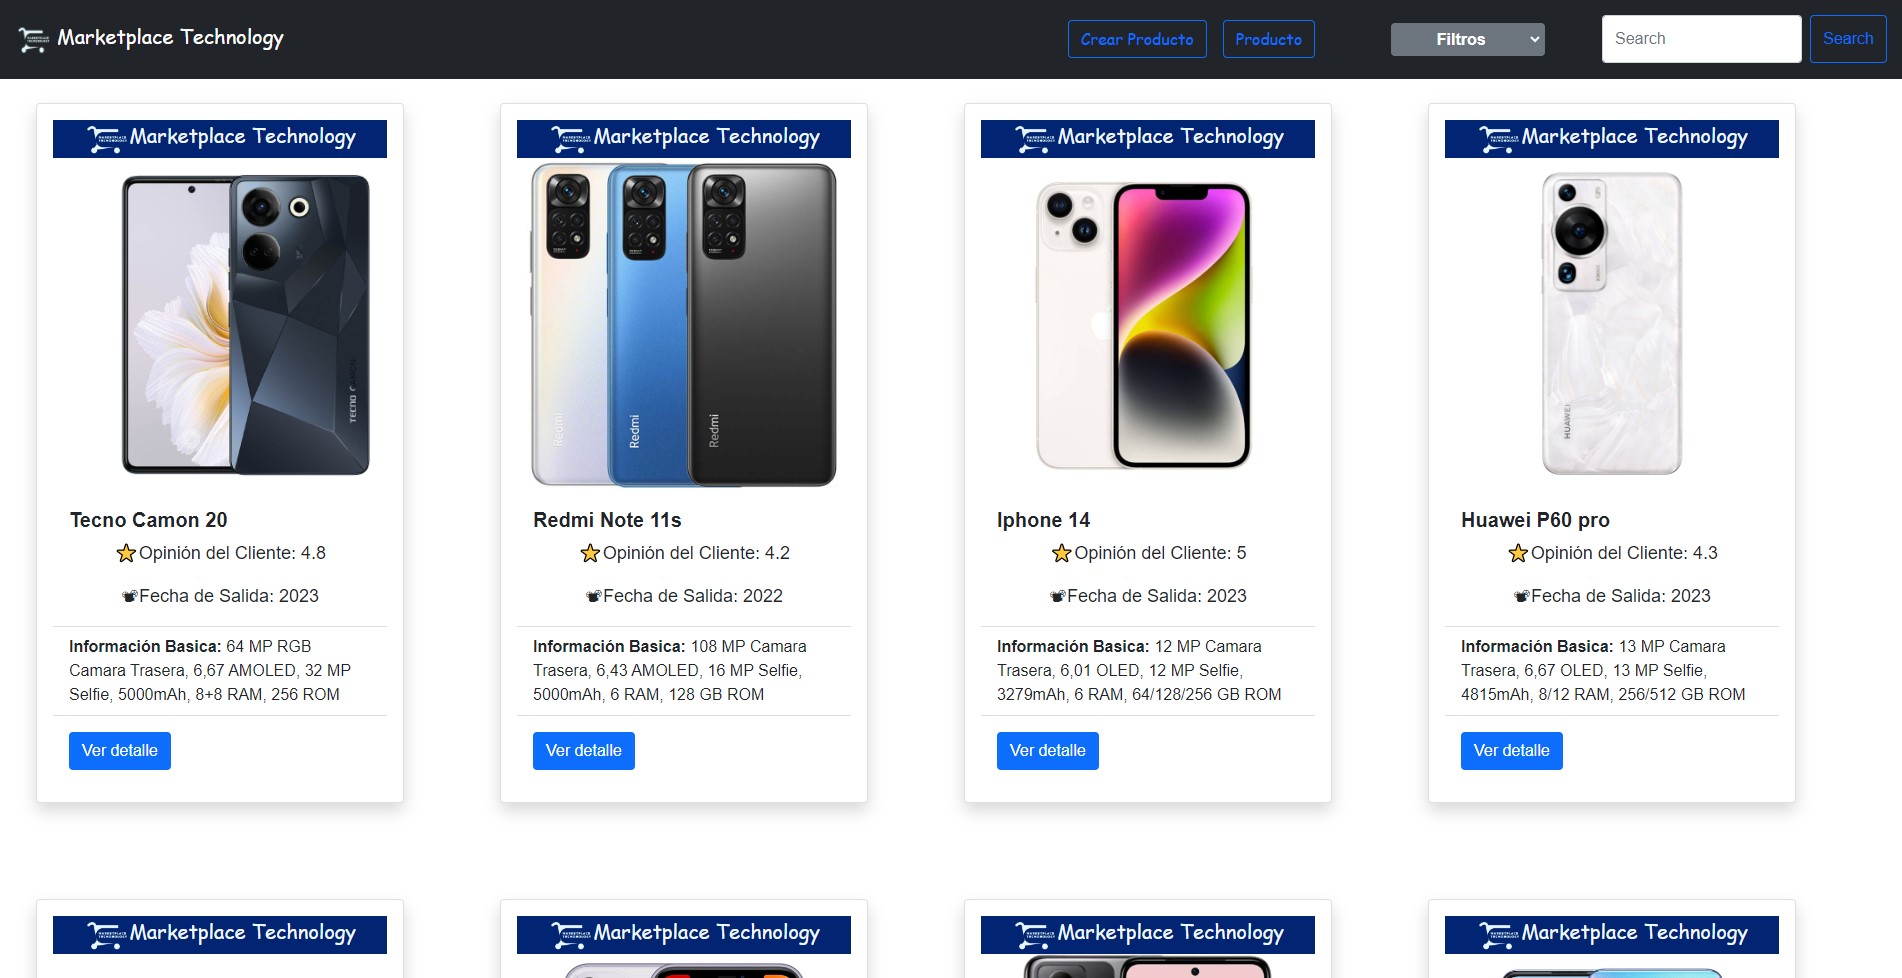 Marketplace Technology
Crear Producto
Producto
Filtros
Search
Search
Marketplace Technology
TECNO CAMON
Tecno Camon 20
Opinión del Cliente: 4.8
Fecha de Salida: 2023
Información Basica: 64 MP RGB
Camara Trasera, 6,67 AMOLED, 32 MP
Selfie, 5000mAh, 8+8 RAM, 256 ROM
Ver detalle
Marketplace Technology
Redmi
Redmi
Redmi
Redmi Note 11s
Opinión del Cliente: 4.2
Fecha de Salida: 2022
Información Basica: 108 MP Camara
Trasera, 6,43 AMOLED, 16 MP Selfie,
5000mAh, 6 RAM, 128 GB ROM
Ver detalle
Marketplace Technology
Iphone 14
Opinión del Cliente: 5
Fecha de Salida: 2023
Información Basica: 12 MP Camara
Trasera, 6,01 OLED, 12 MP Selfie,
3279mAh, 6 RAM, 64/128/256 GB ROM
Ver detalle
Marketplace Technology
HUAWEI
Huawei P60 pro
Opinión del Cliente: 4.3
Fecha de Salida: 2023
Información Basica: 13 MP Camara
Trasera, 6,67 OLED, 13 MP Selfie,
4815mAh, 8/12 RAM, 256/512 GB ROM
Ver detalle
Marketplace Technology
Marketplace Technology
Marketplace Technology
Marketplace Technology